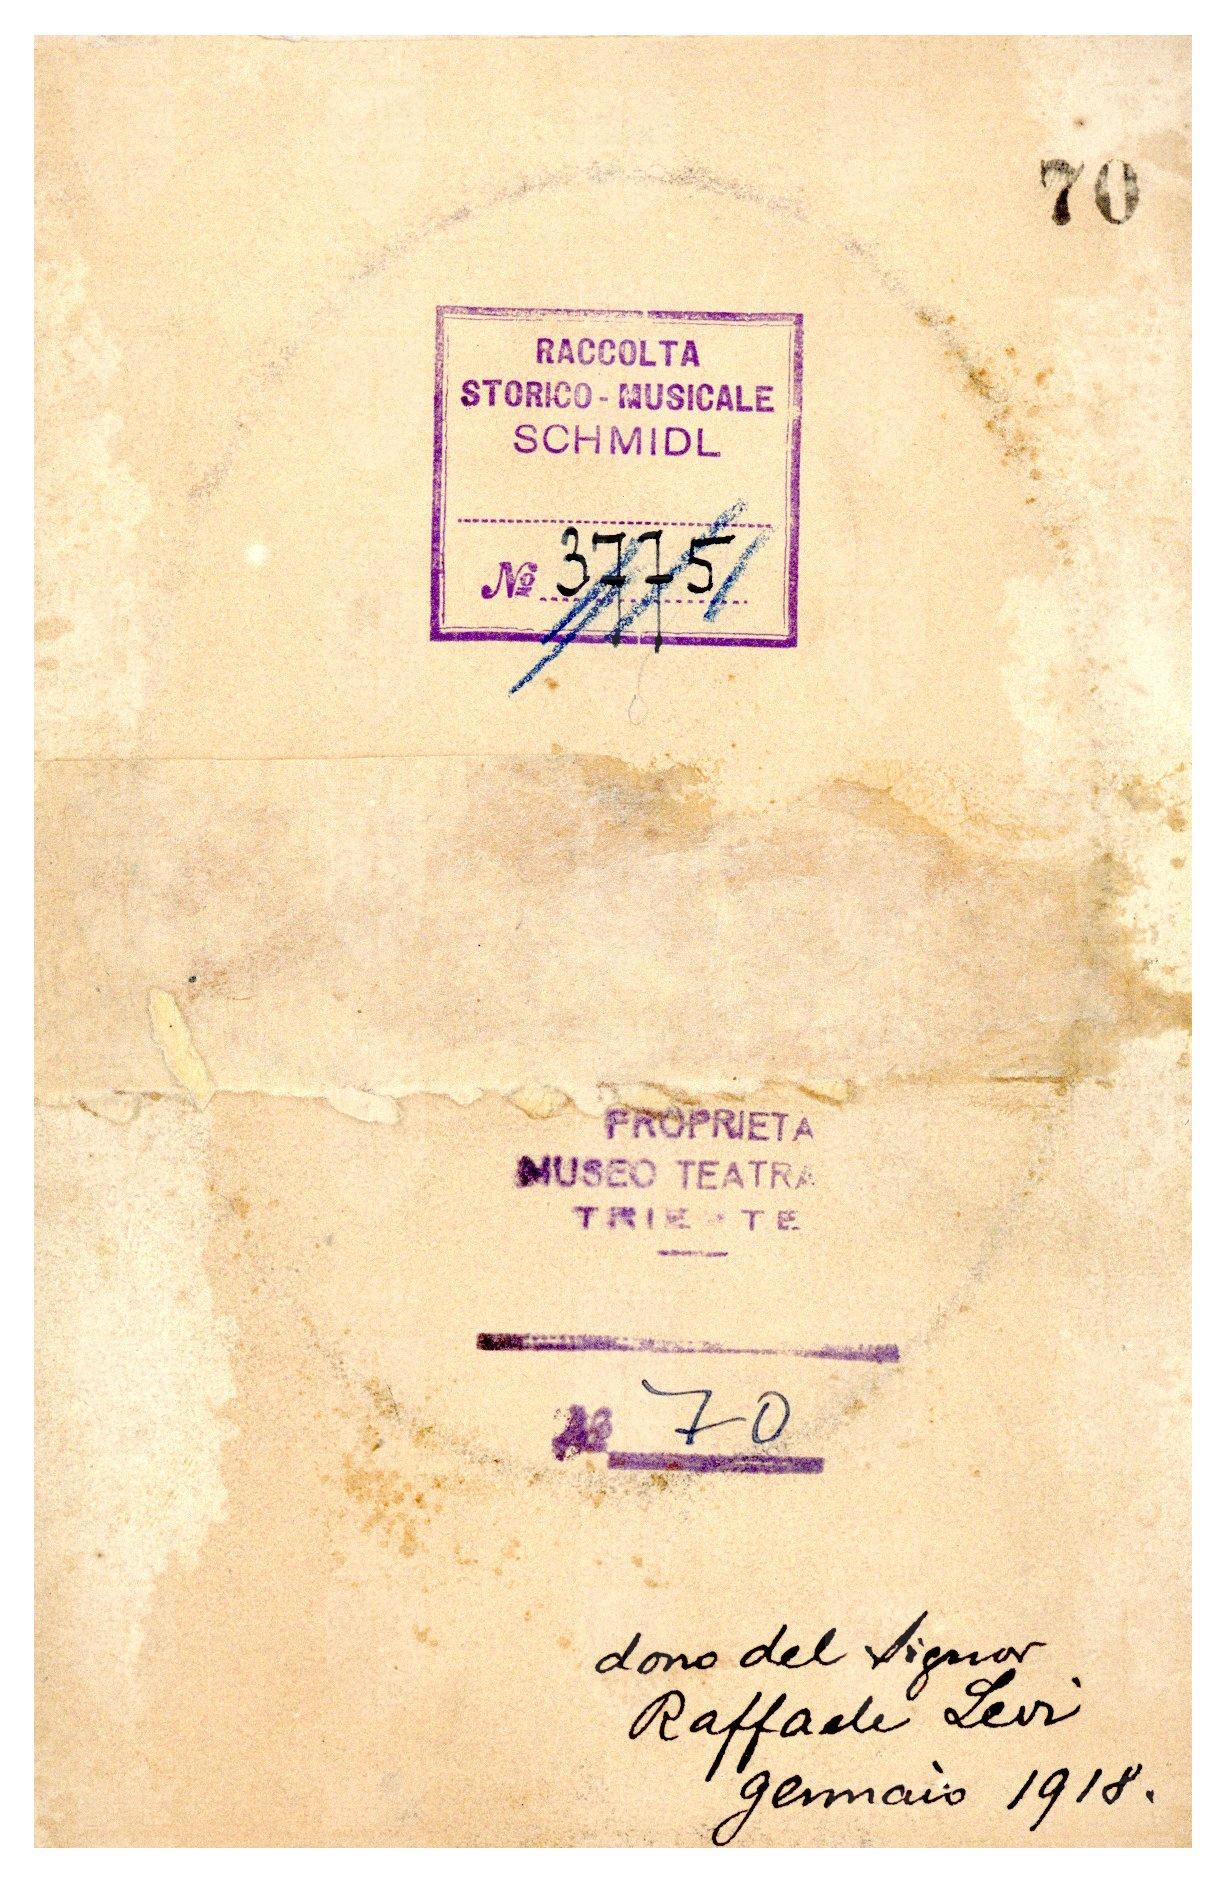 70
RACCOLTA
STORICO - MUSICALE
SCHMIDL
No 3775
PROPRIETA
MUSEO TEATRA
TRIE TE
No 70
dono del Signor
Raffaele Levi
gennaio 1918.